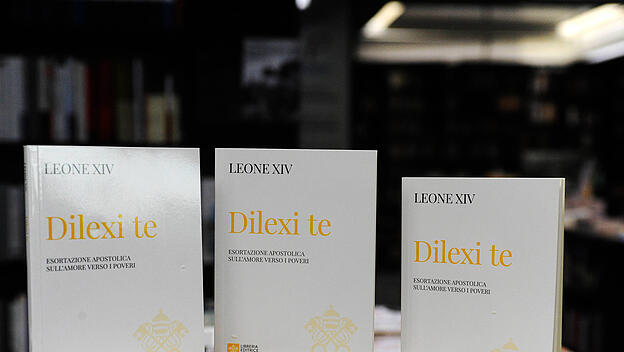 LEONE XIV
Dilexi te
ESORTAZIONE APOSTOLICA
SULL'AMORE VERSO I POVERI
LEONE XIV
Dilexi te
ESORTAZIONE APOSTOLICA
SULL'AMORE VERSO I POVERI
LIBRERIA
EDITRICE
LEONE XIV
Dilexi te
ESORTAZIONE APOSTOLICA
SULL'AMORE VERSO I POVERI